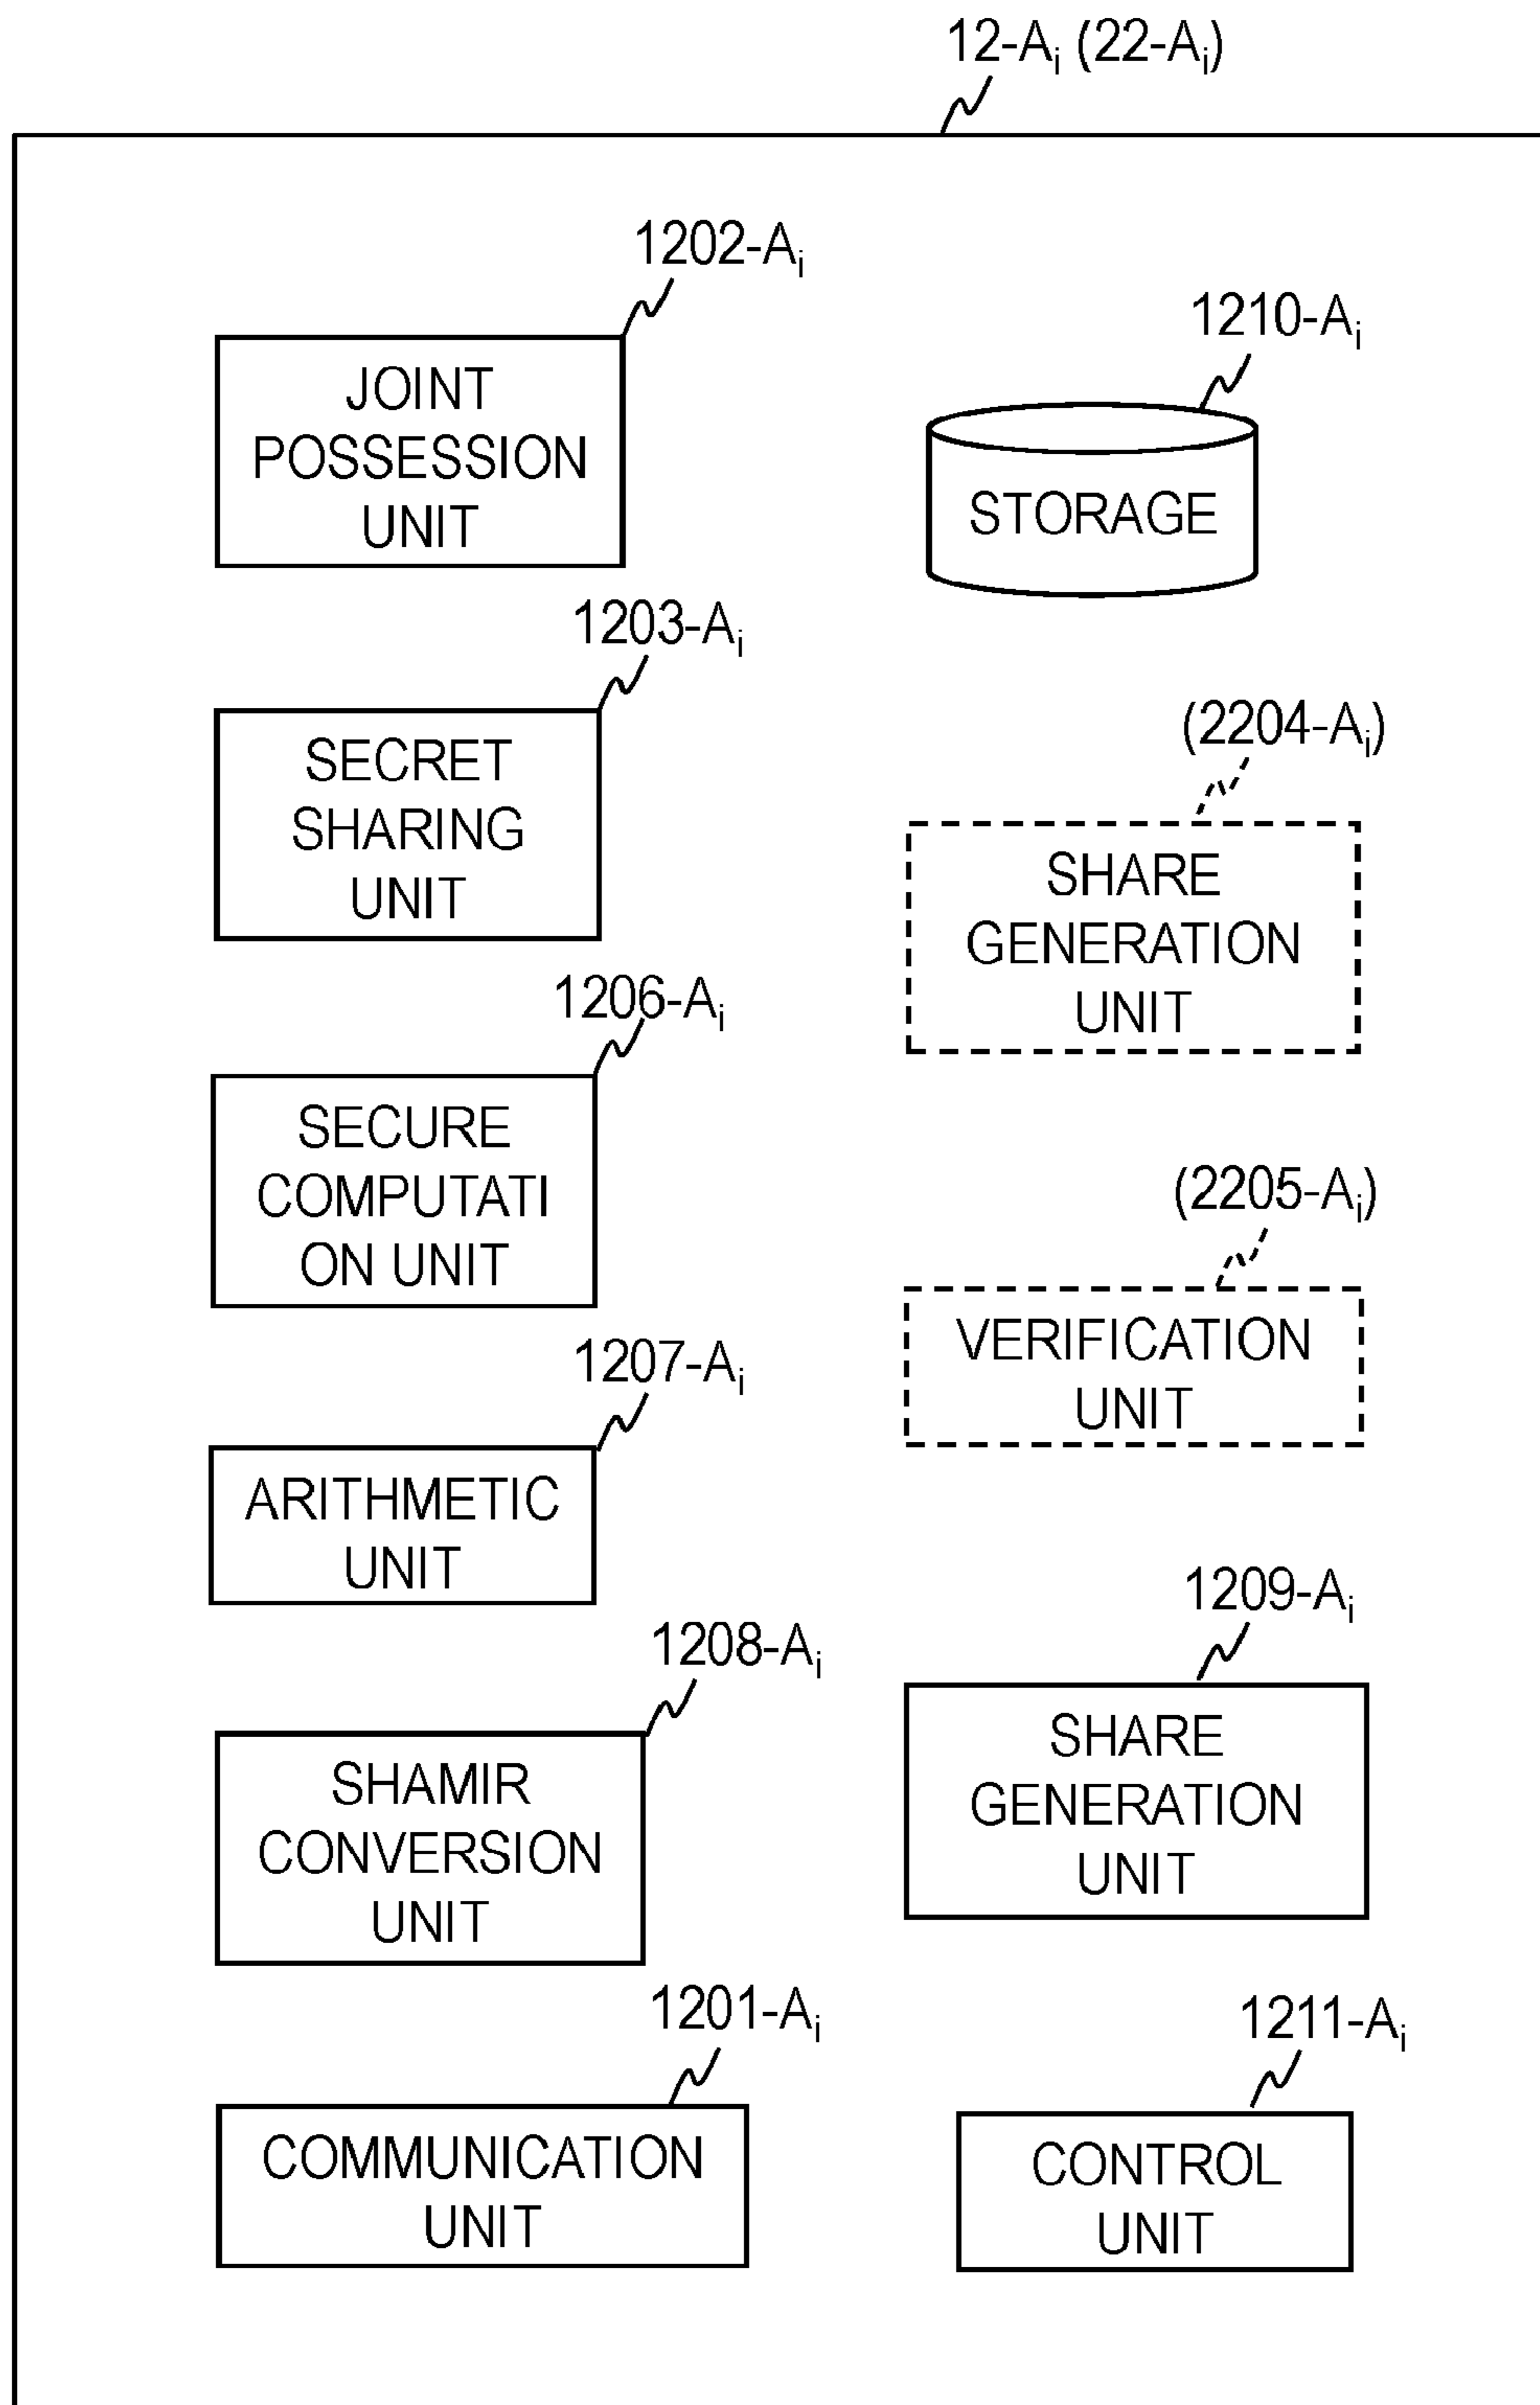 12-Aᵢ (22-Aᵢ)
1202-Aᵢ
JOINT
POSSESSION
UNIT
1210-Aᵢ
STORAGE
1203-Aᵢ
SECRET
SHARING
UNIT
(2204-Aᵢ)
SHARE
GENERATION
UNIT
1206-Aᵢ
SECURE
COMPUTATI
ON UNIT
(2205-Aᵢ)
VERIFICATION
UNIT
1207-Aᵢ
ARITHMETIC
UNIT
1209-Aᵢ
SHARE
GENERATION
UNIT
1208-Aᵢ
SHAMIR
CONVERSION
UNIT
1201-Aᵢ
COMMUNICATION
UNIT
1211-Aᵢ
CONTROL
UNIT